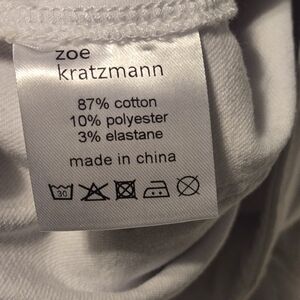 zoe
kratzmann
87% cotton
10% polyester
3% elastane
made in china
30